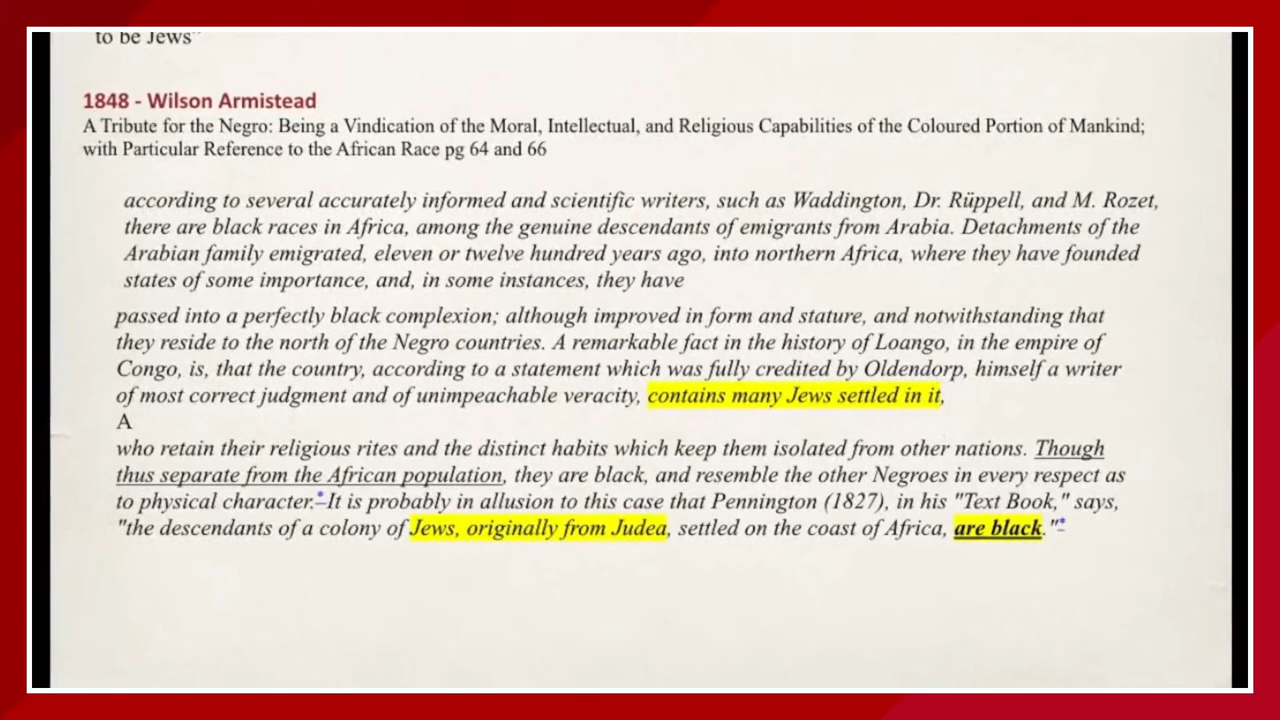 to be Jews"
1848 - Wilson Armistead
A Tribute for the Negro: Being a Vindication of the Moral, Intellectual, and Religious Capabilities of the Coloured Portion of Mankind;
with Particular Reference to the African Race pg 64 and 66
according to several accurately informed and scientific writers, such as Waddington, Dr. Rüppell, and M. Rozet,
there are black races in Africa, among the genuine descendants of emigrants from Arabia. Detachments of the
Arabian family emigrated, eleven or twelve hundred years ago, into northern Africa, where they have founded
states of some importance, and, in some instances, they have
passed into a perfectly black complexion; although improved in form and stature, and notwithstanding that
they reside to the north of the Negro countries. A remarkable fact in the history of Loango, in the empire of
Congo, is, that the country, according to a statement which was fully credited by Oldendorp, himself a writer
of most correct judgment and of unimpeachable veracity, contains many Jews settled in it,
A
who retain their religious rites and the distinct habits which keep them isolated from other nations. Though
thus separate from the African population, they are black, and resemble the other Negroes in every respect as
to physical character.* It is probably in allusion to this case that Pennington (1827), in his "Text Book," says,
"the descendants of a colony of Jews, originally from Judea, settled on the coast of Africa, are black."*